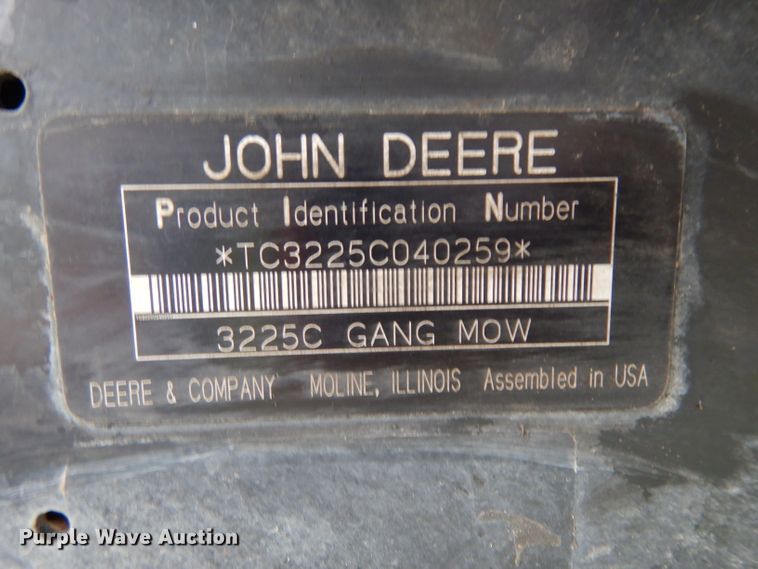 JOHN DEERE
Product Identification Number
*TC3225C040259*
3225C GANG MOW
DEERE & COMPANY MOLINE, ILLINOIS Assembled in USA
Purple Wave Auction